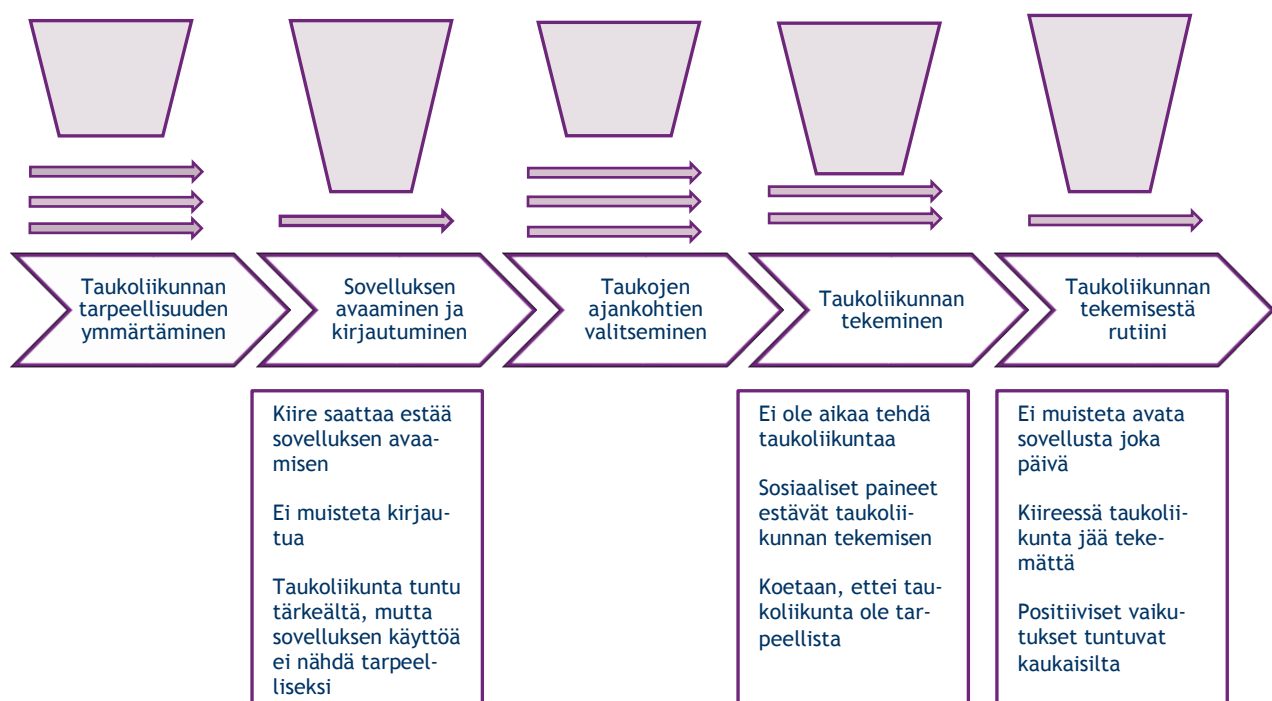 Taukoliikunnan
tarpeellisuuden
ymmärtäminen
Sovelluksen
avaaminen ja
kirjautuminen
Taukojen
ajankohtien
valitseminen
Taukoliikunnan
tekeminen
Taukoliikunnan
tekemisestä
rutiini
Kiire saattaa estää
sovelluksen avaa-
misen
Ei muisteta kirjau-
tua
Taukoliikunta tuntu
tärkeältä, mutta
sovelluksen käyttöä
ei nähdä tarpeel-
liseksi
Ei ole aikaa tehdä
taukoliikuntaa
Sosiaaliset paineet
estävät taukolii-
kunnan tekemisen
Koetaan, ettei tau-
koliikunta ole tar-
peellista
Ei muisteta avata
sovellusta joka
päivä
Kiireessä taukolii-
kunta jää teke-
mättä
Positiiviset vaiku-
tukset tuntuvat
kaukaisilta